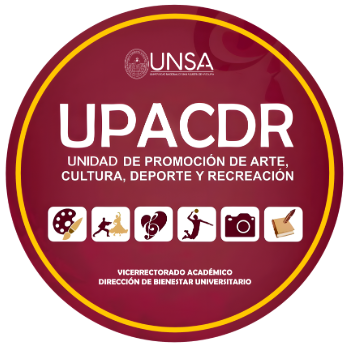 UNSA
UPACDR
UNIDAD DE PROMOCIÓN DE ARTE,
CULTURA, DEPORTE Y RECREACIÓN
VICERRECTORADO ACADÉMICO
DIRECCIÓN DE BIENESTAR UNIVERSITARIO